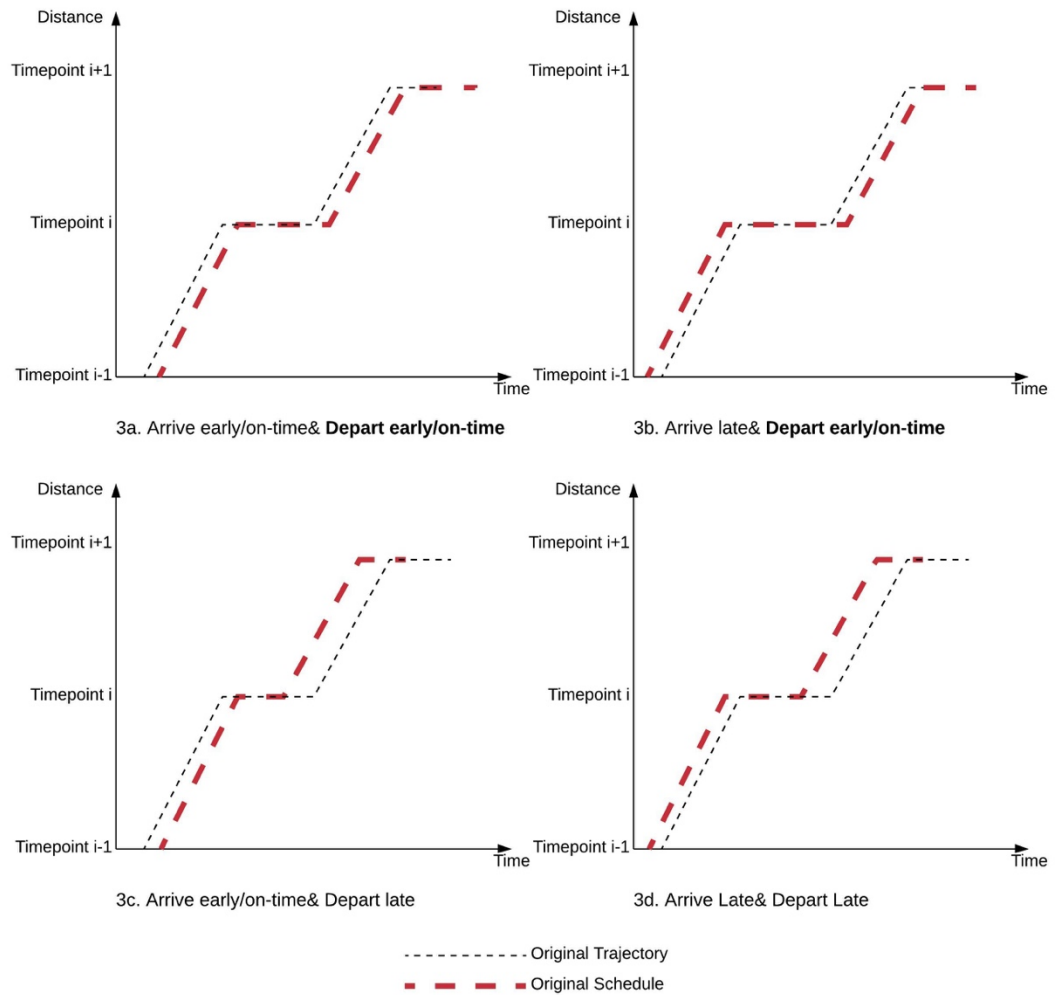 Distance
Timepoint i+1
Timepoint i
Timepoint i-1
Time
3a. Arrive early/on-time& Depart early/on-time
Distance
Timepoint i+1
Timepoint i
Timepoint i-1
Time
3b. Arrive late& Depart early/on-time
Distance
Timepoint i+1
Timepoint i
Timepoint i-1
Time
3c. Arrive early/on-time& Depart late
Distance
Timepoint i+1
Timepoint i
Timepoint i-1
Time
3d. Arrive Late& Depart Late
Original Trajectory
Original Schedule